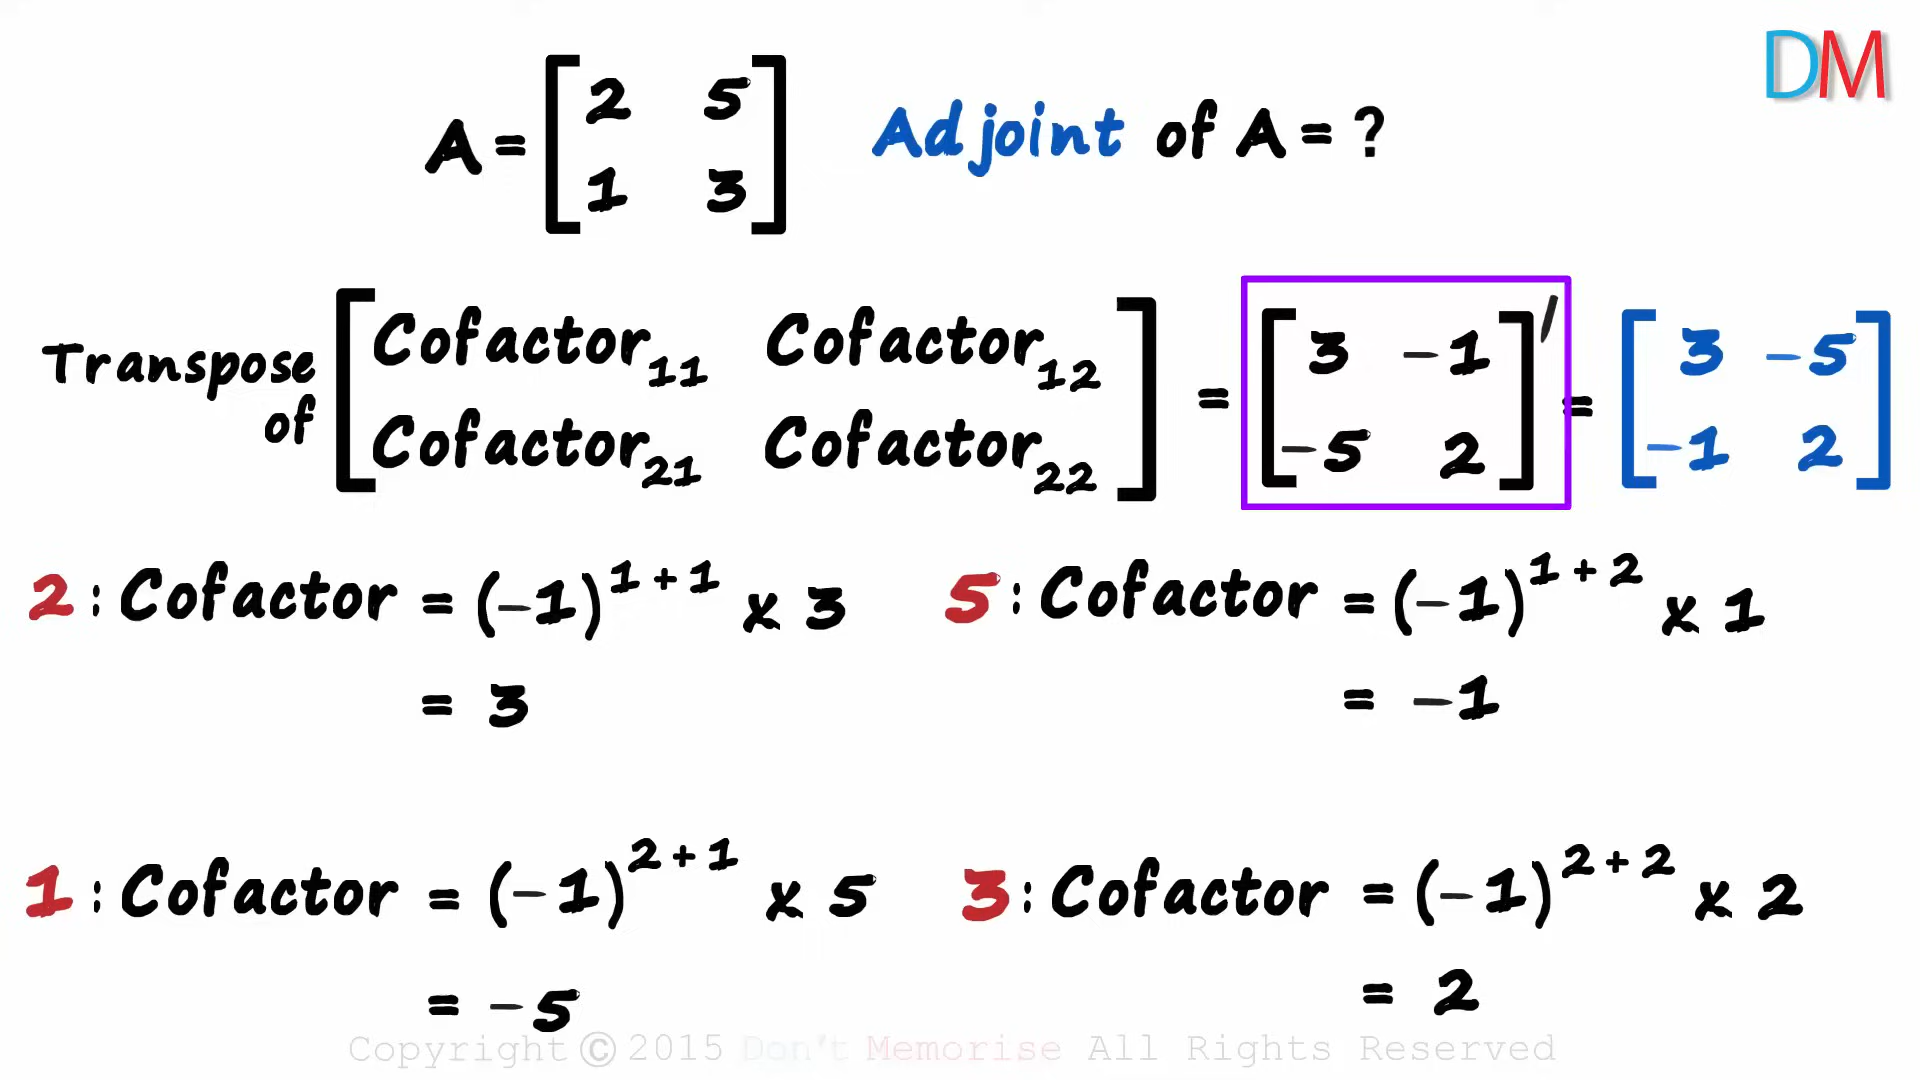 DM
A = [ 2 5
1 3 ] Adjoint of A = ?
Transpose of [ Cofactor₁₁ Cofactor₁₂
Cofactor₂₁ Cofactor₂₂ ] = [ 3 −1
−5 2 ]′ = [ 3 −5
−1 2 ]
2 : Cofactor = (−1)¹⁺¹ x 3
= 3
5 : Cofactor = (−1)¹⁺² x 1
= −1
1 : Cofactor = (−1)²⁺¹ x 5
= −5
3 : Cofactor = (−1)²⁺² x 2
= 2
Copyright © 2015 Don't Memorise All Rights Reserved